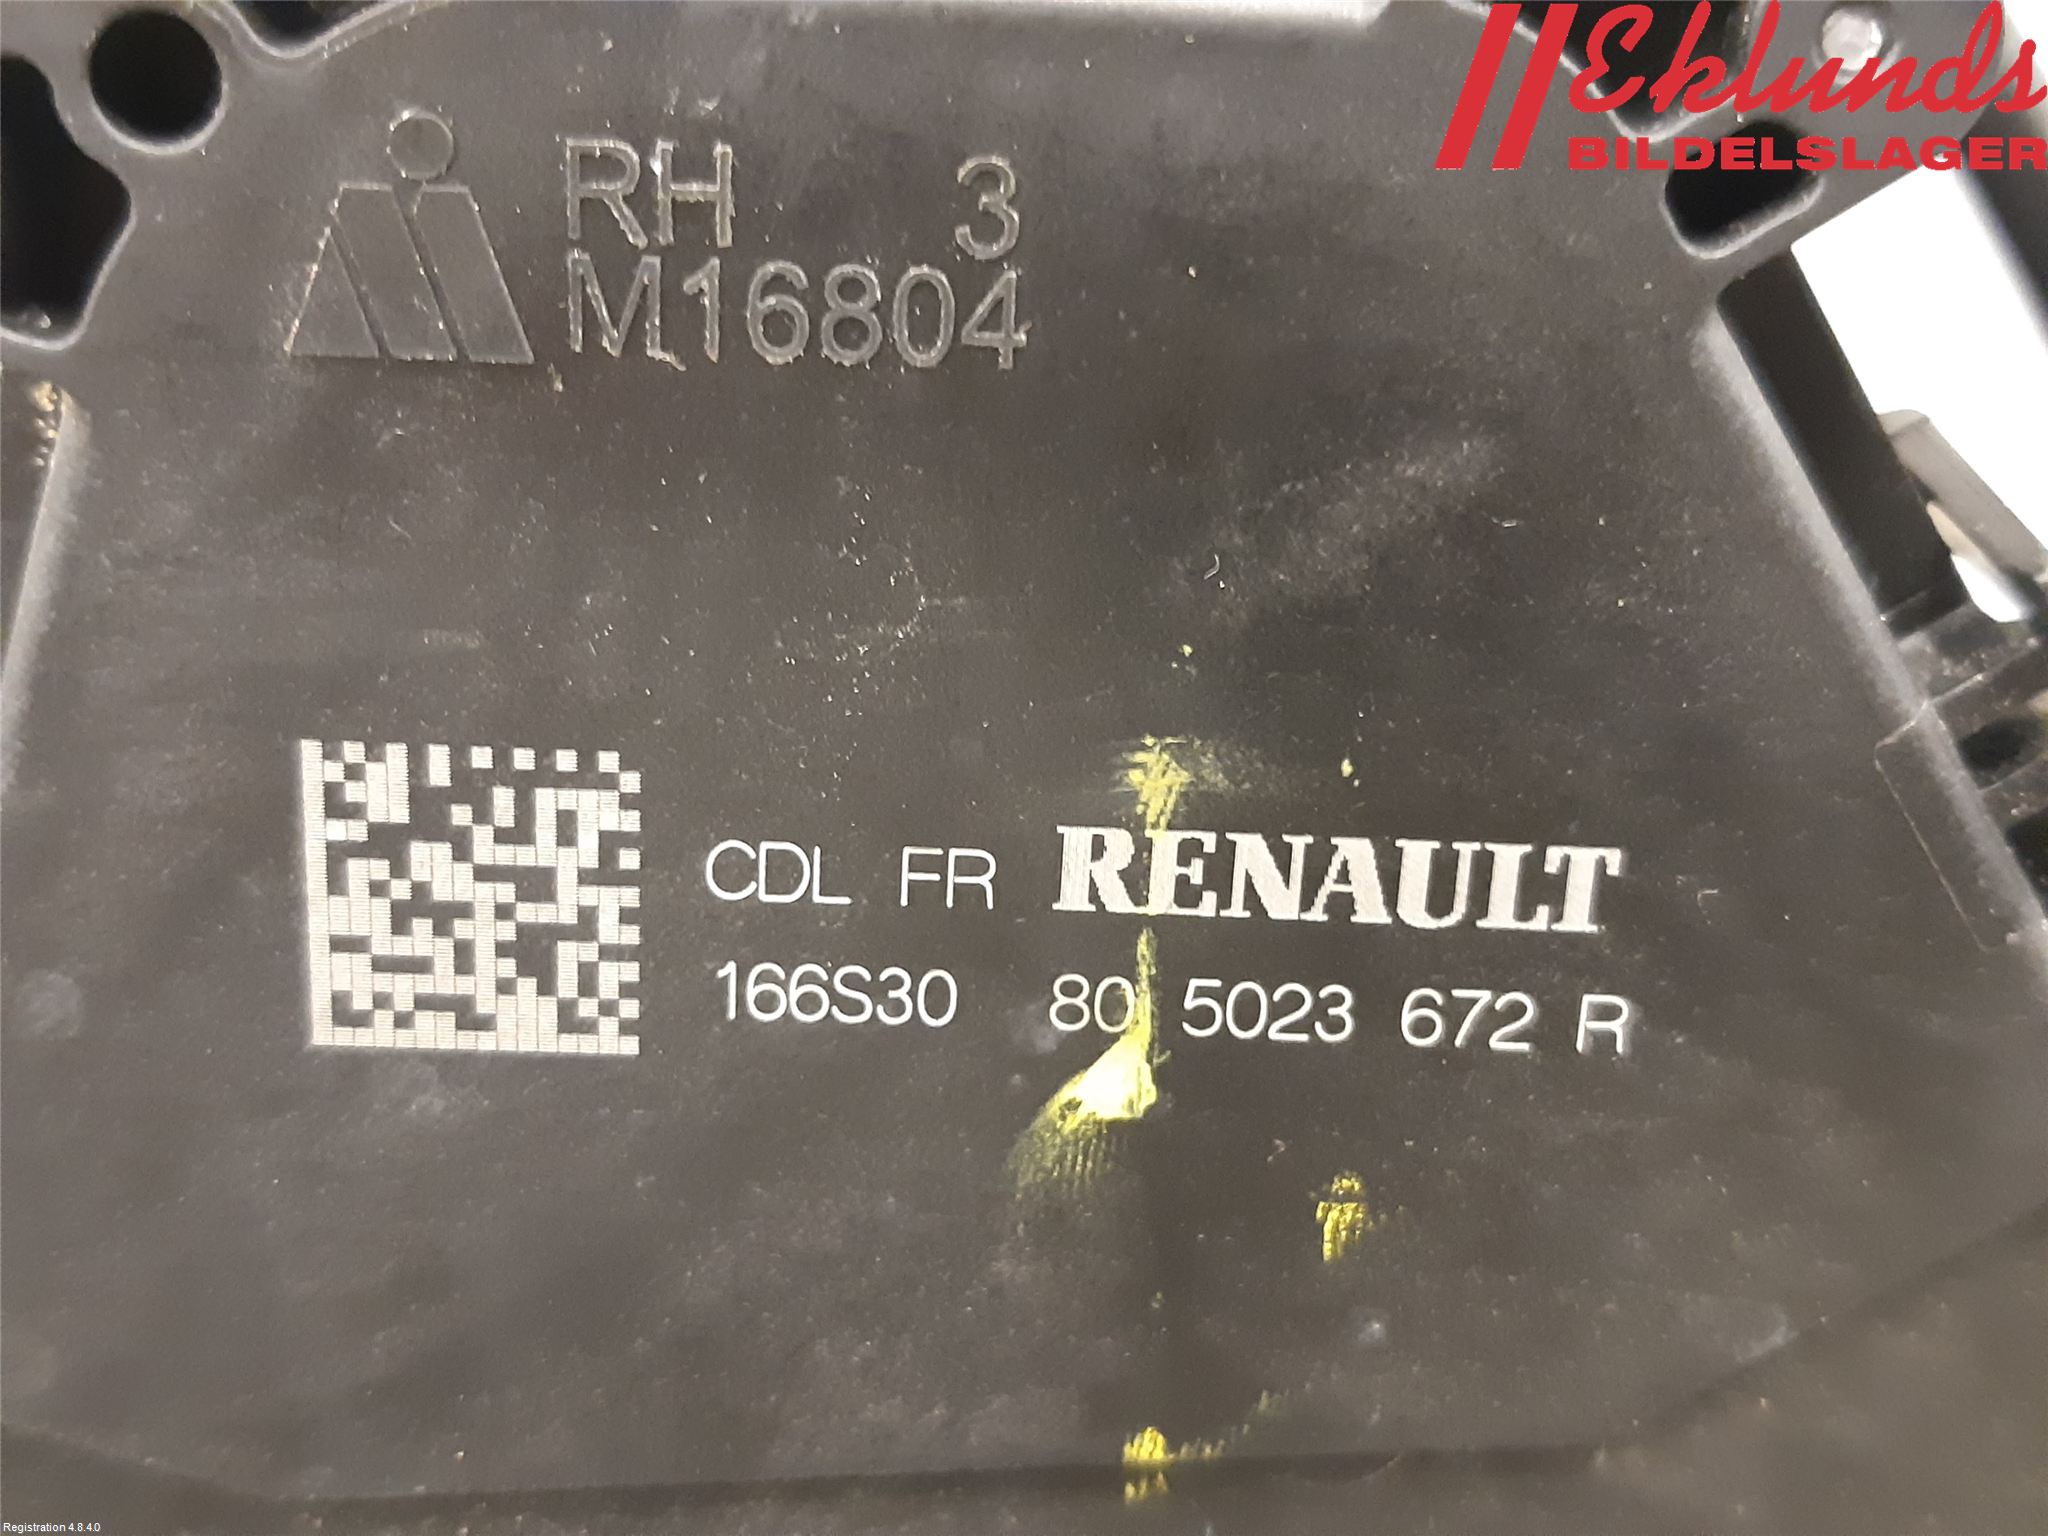 Eklunds
BILDELSLAGER
RH 3
M16804
CDL FR RENAULT
166S30 80 5023 672 R
Registration 4.8.4.0